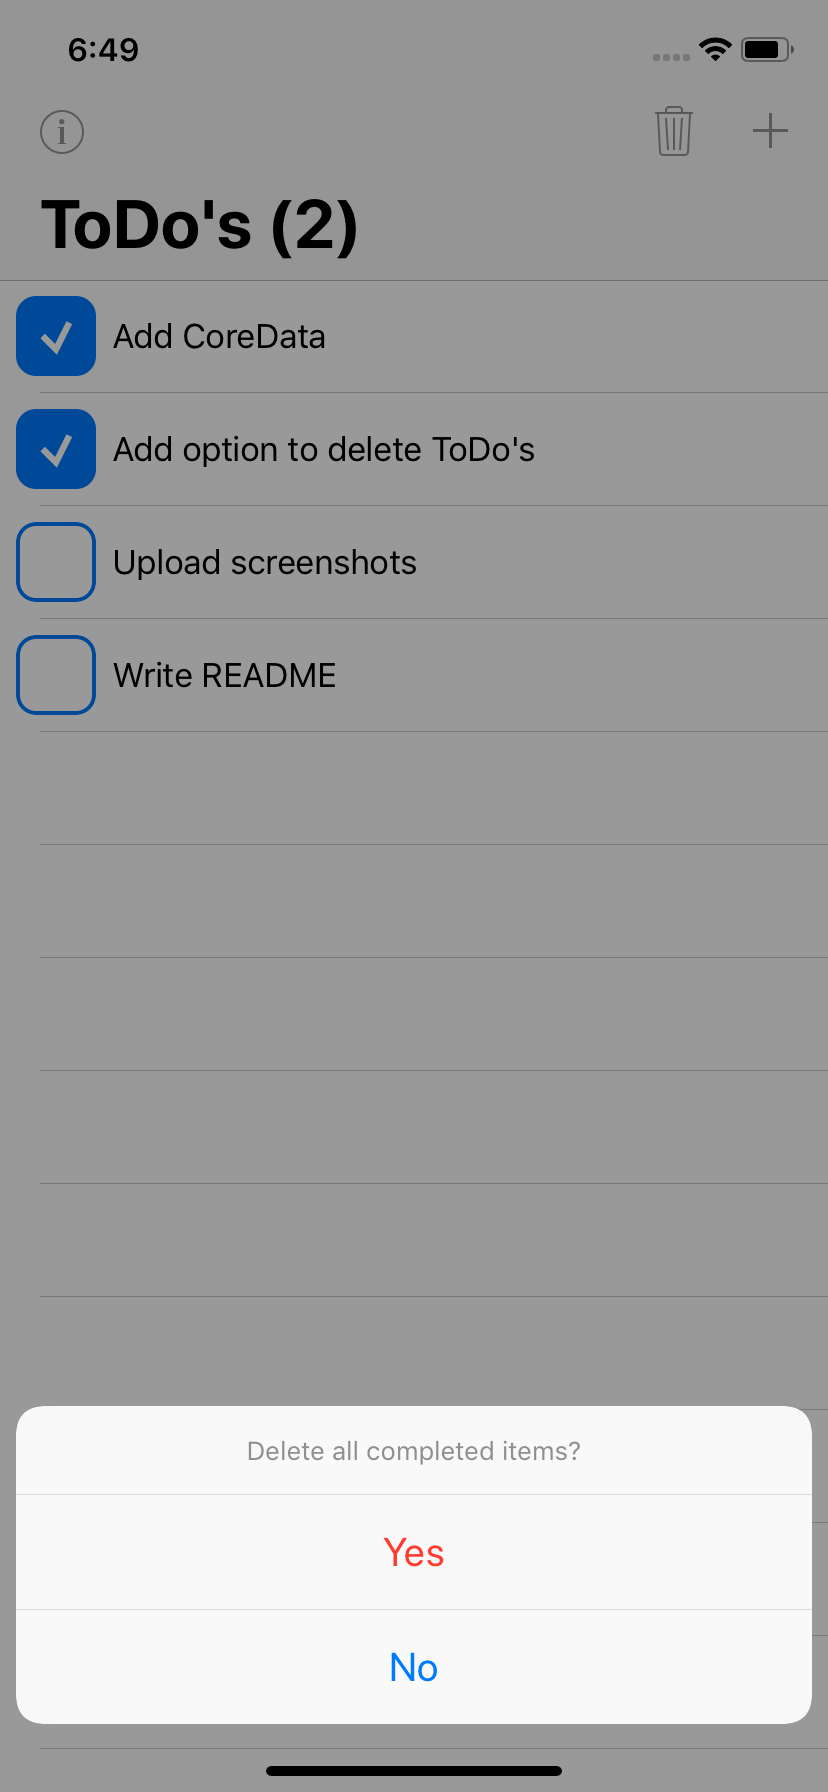 6:49
ToDo's (2)
Add CoreData
Add option to delete ToDo's
Upload screenshots
Write README
Delete all completed items?
Yes
No